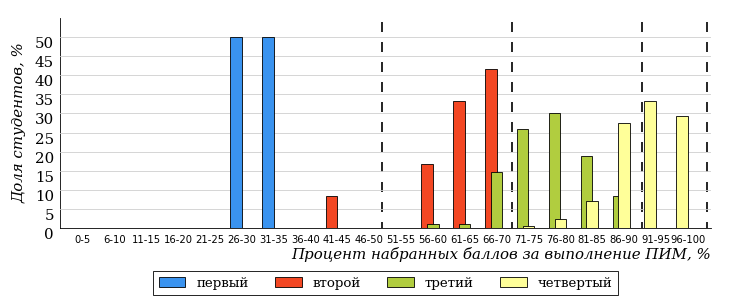 Доля студентов, %
50
45
40
35
30
25
20
15
10
5
0
0-5 6-10 11-15 16-20 21-25 26-30 31-35 36-40 41-45 46-50 51-55 56-60 61-65 66-70 71-75 76-80 81-85 86-90 91-95 96-100
Процент набранных баллов за выполнение ПИМ, %
первый второй третий четвертый